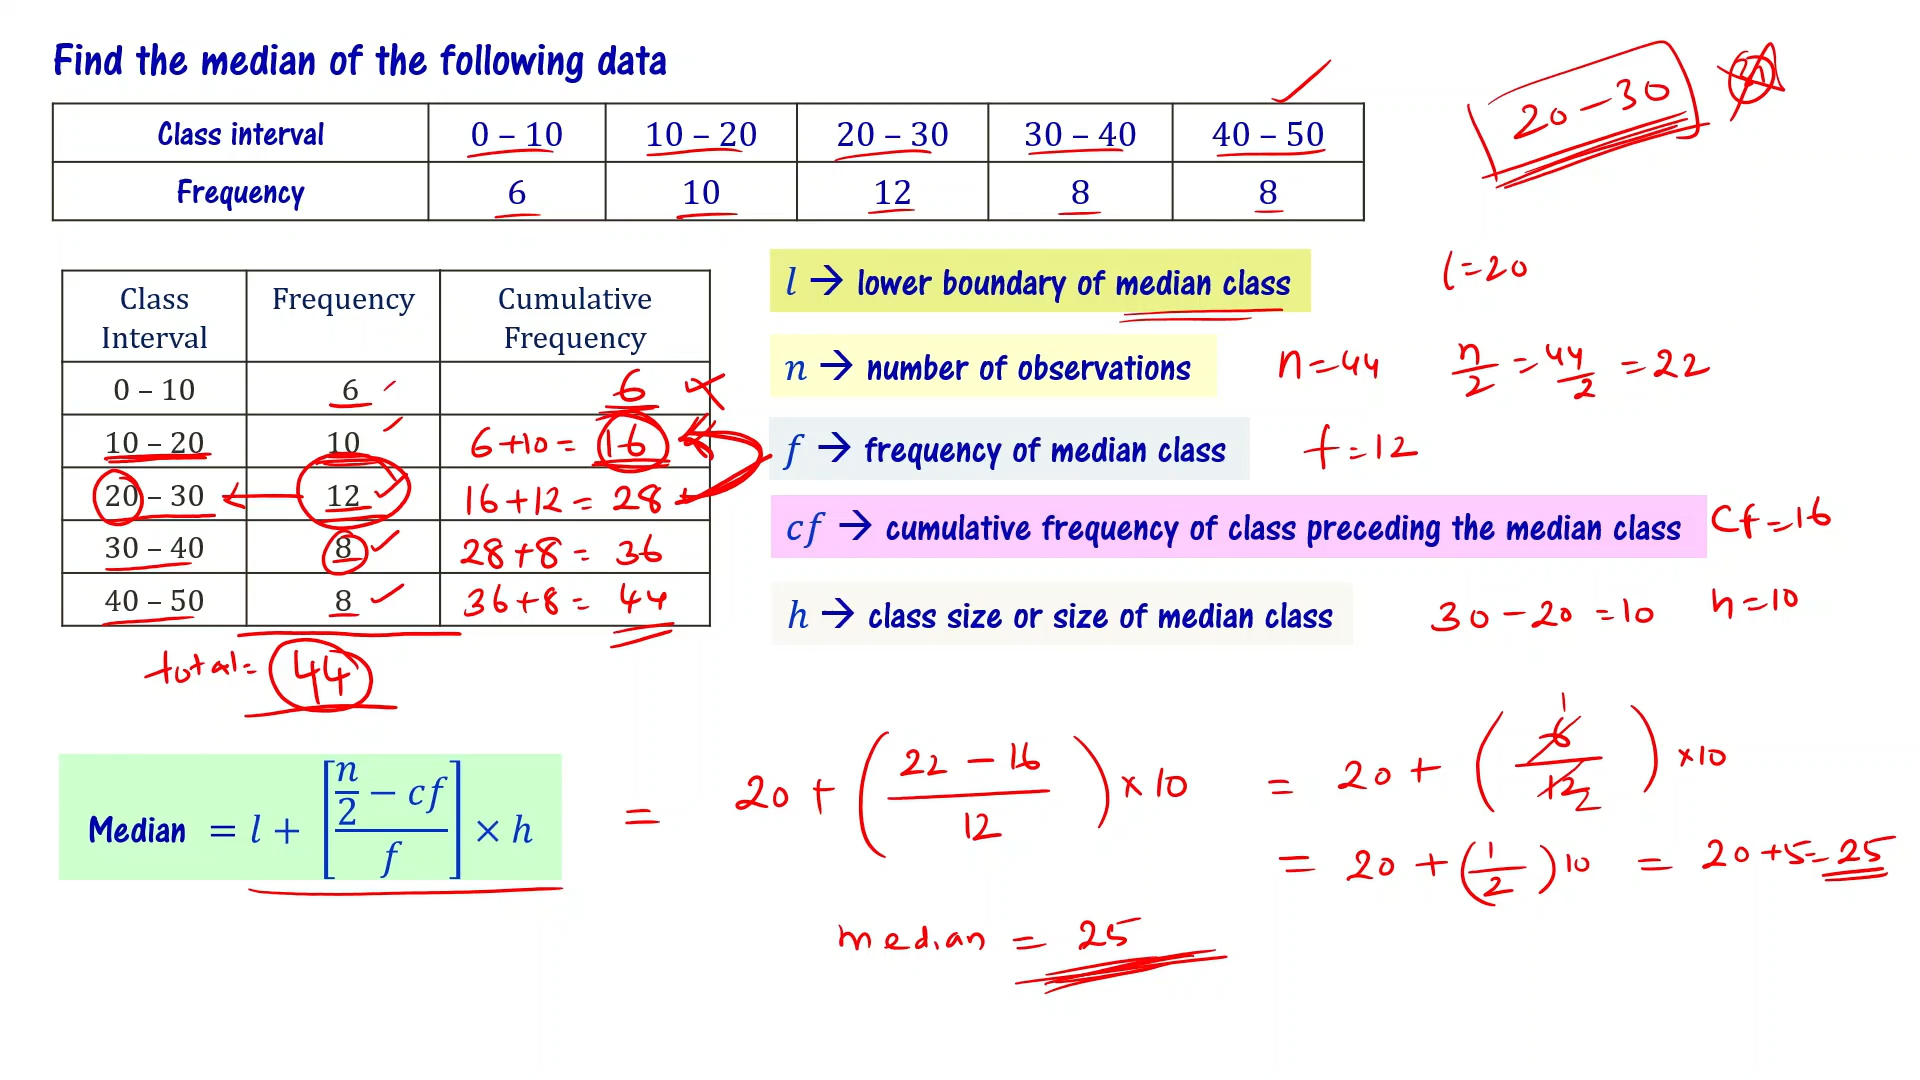 Find the median of the following data
20 – 30
Class interval 0 – 10 10 – 20 20 – 30 30 – 40 40 – 50
Frequency 6 10 12 8 8
Class Interval Frequency Cumulative Frequency
0 – 10 6 6
10 – 20 10 6+10 = 16
20 – 30 12 16+12 = 28
30 – 40 8 28+8 = 36
40 – 50 8 36+8 = 44
total = 44
l → lower boundary of median class l = 20
n → number of observations n = 44 n/2 = 44/2 = 22
f → frequency of median class f = 12
cf → cumulative frequency of class preceding the median class Cf = 16
h → class size or size of median class 30 – 20 = 10 h = 10
Median = l + [(n/2 − cf)/f] × h
= 20 + (22 – 16 / 12) × 10 = 20 + (6 1 / 12 2) × 10
= 20 + (1/2) 10 = 20 + 5 = 25
median = 25